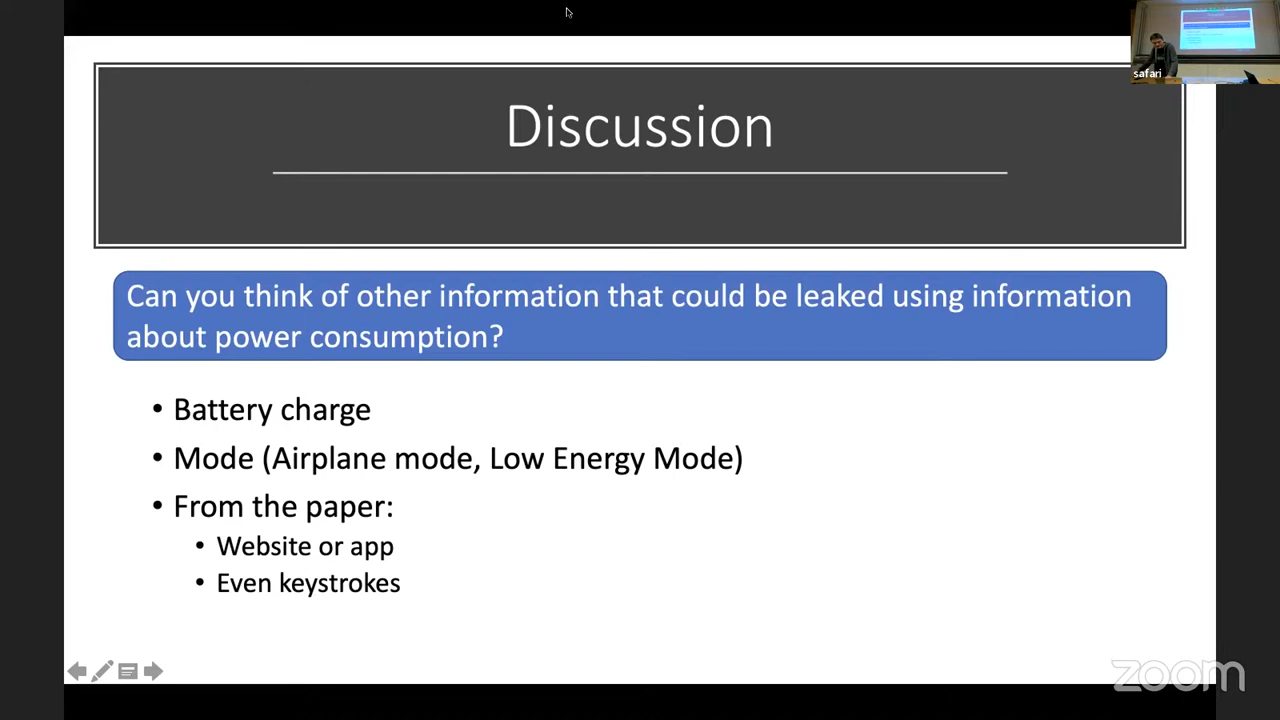 safari
Discussion
Can you think of other information that could be leaked using information
about power consumption?
• Battery charge
• Mode (Airplane mode, Low Energy Mode)
• From the paper:
• Website or app
• Even keystrokes
zoom